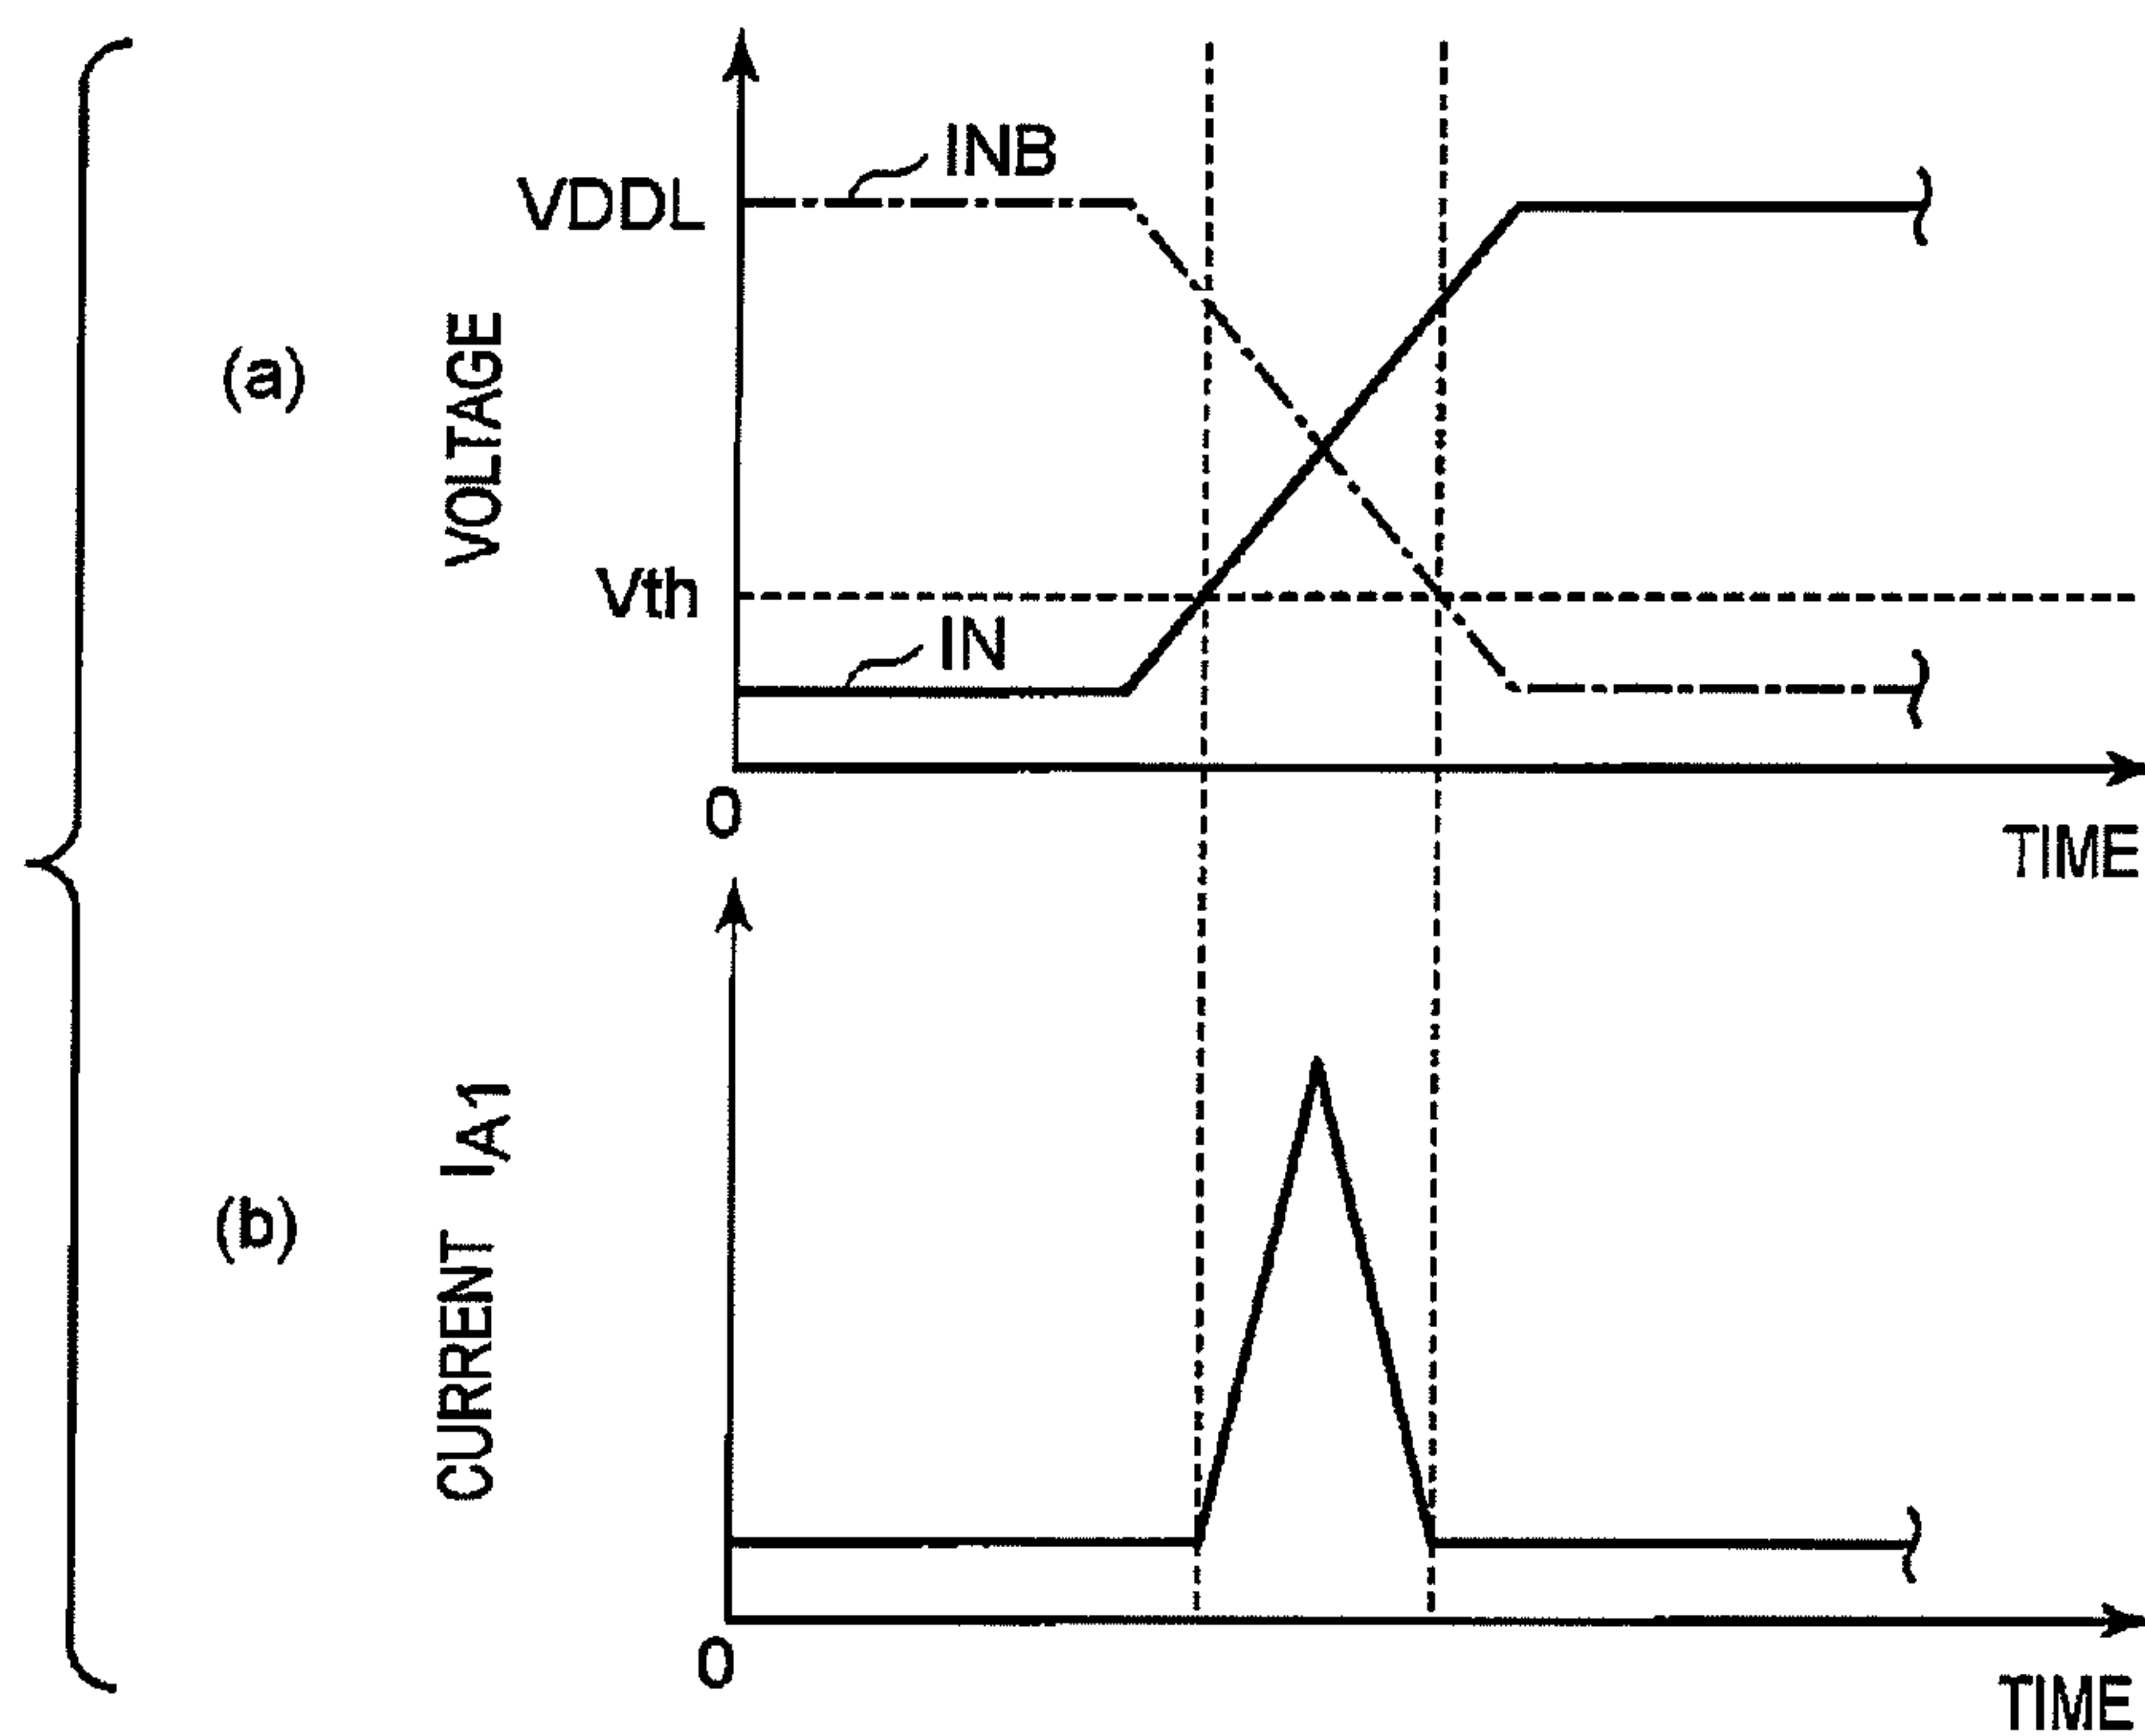 (a)
VOLTAGE
VDDL
INB
Vth
IN
0
TIME
(b)
CURRENT IA1
0
TIME